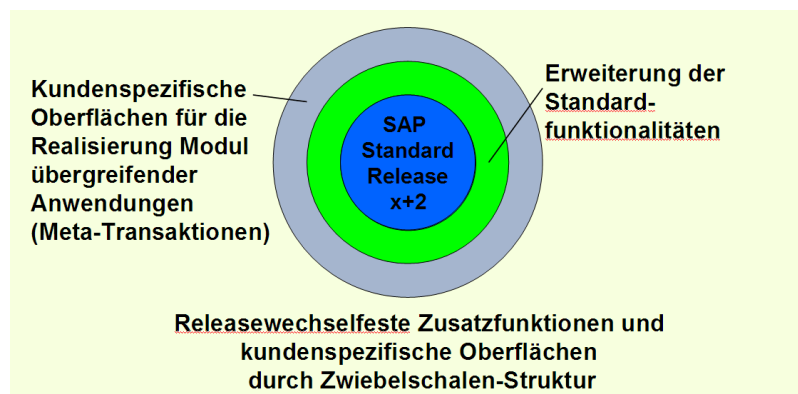 Kundenspezifische
Oberflächen für die
Realisierung Modul
übergreifender
Anwendungen
(Meta-Transaktionen)
SAP
Standard
Release
x+2
Erweiterung der
Standard-
funktionalitäten
Releasewechselfeste Zusatzfunktionen und
kundenspezifische Oberflächen
durch Zwiebelschalen-Struktur